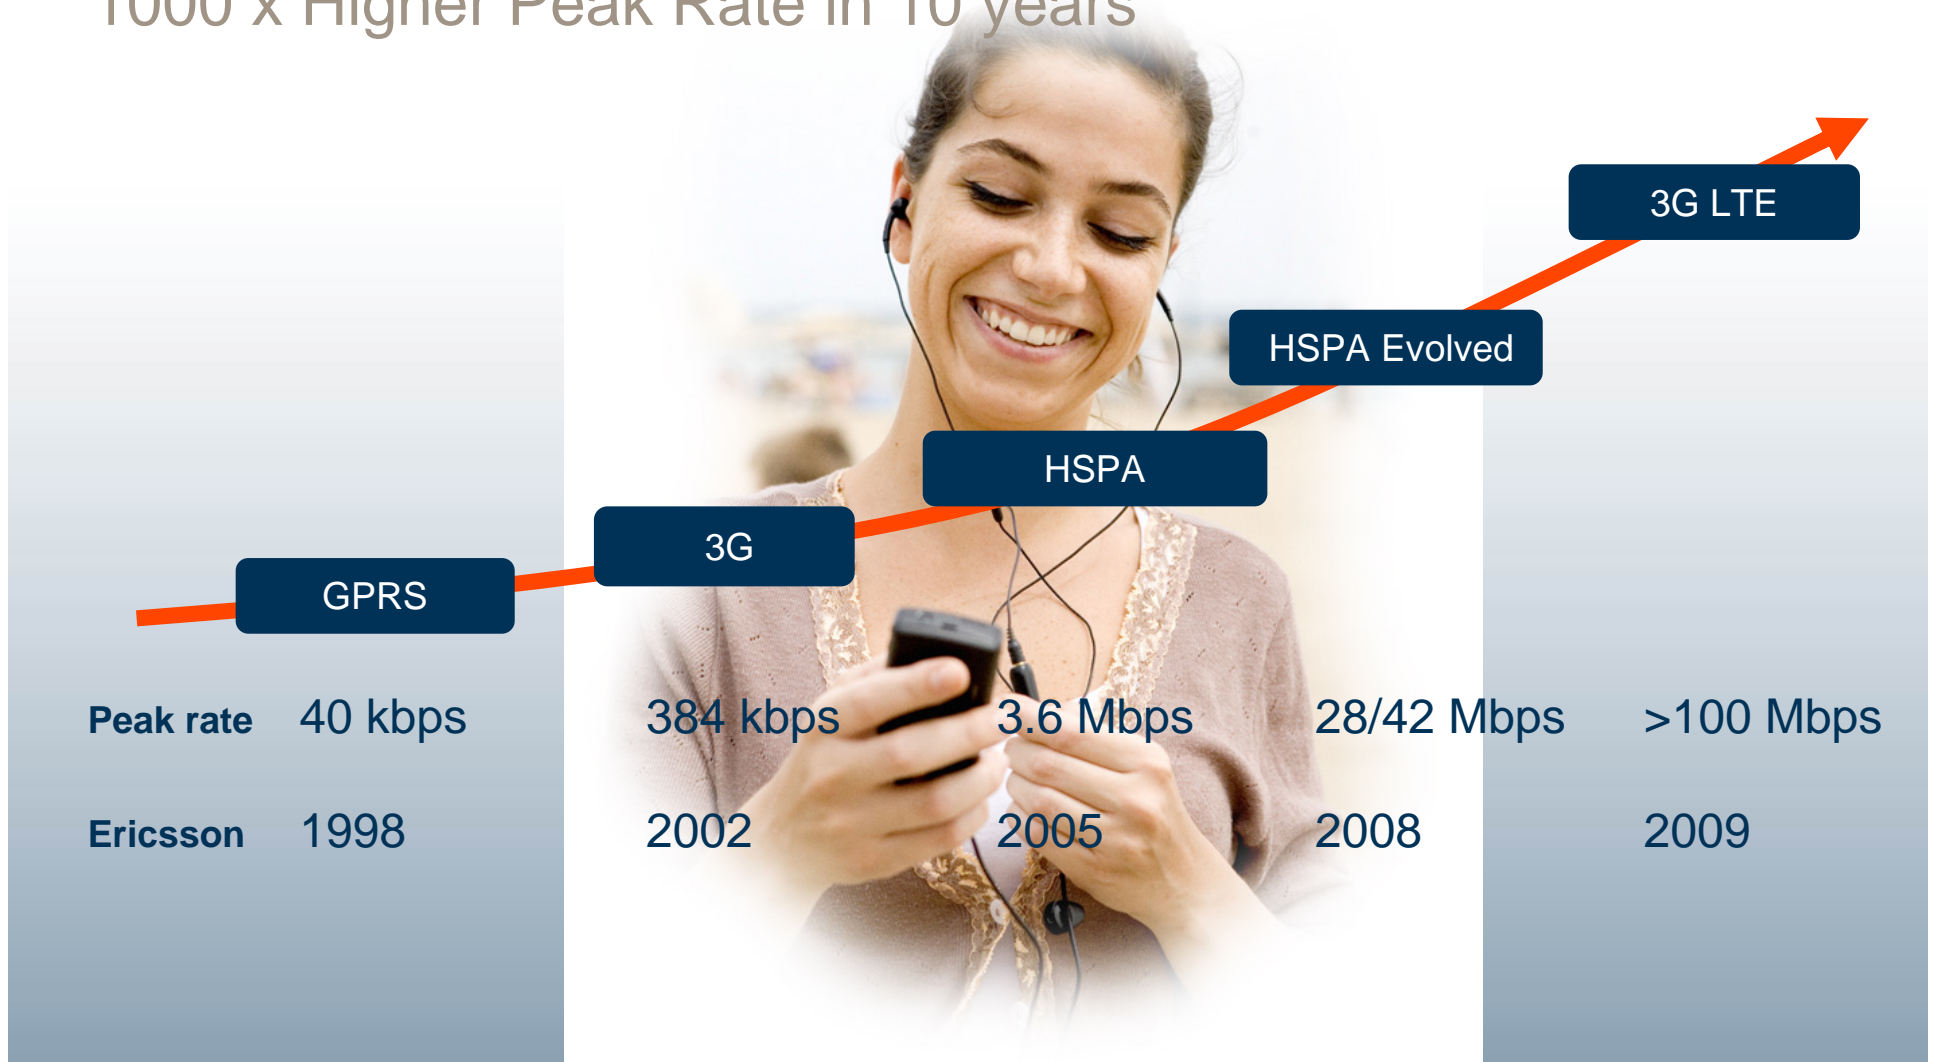 1000 x Higher Peak Rate in 10 years
3G LTE
HSPA Evolved
HSPA
3G
GPRS
Peak rate 40 kbps 384 kbps 3.6 Mbps 28/42 Mbps >100 Mbps
Ericsson 1998 2002 2005 2008 2009